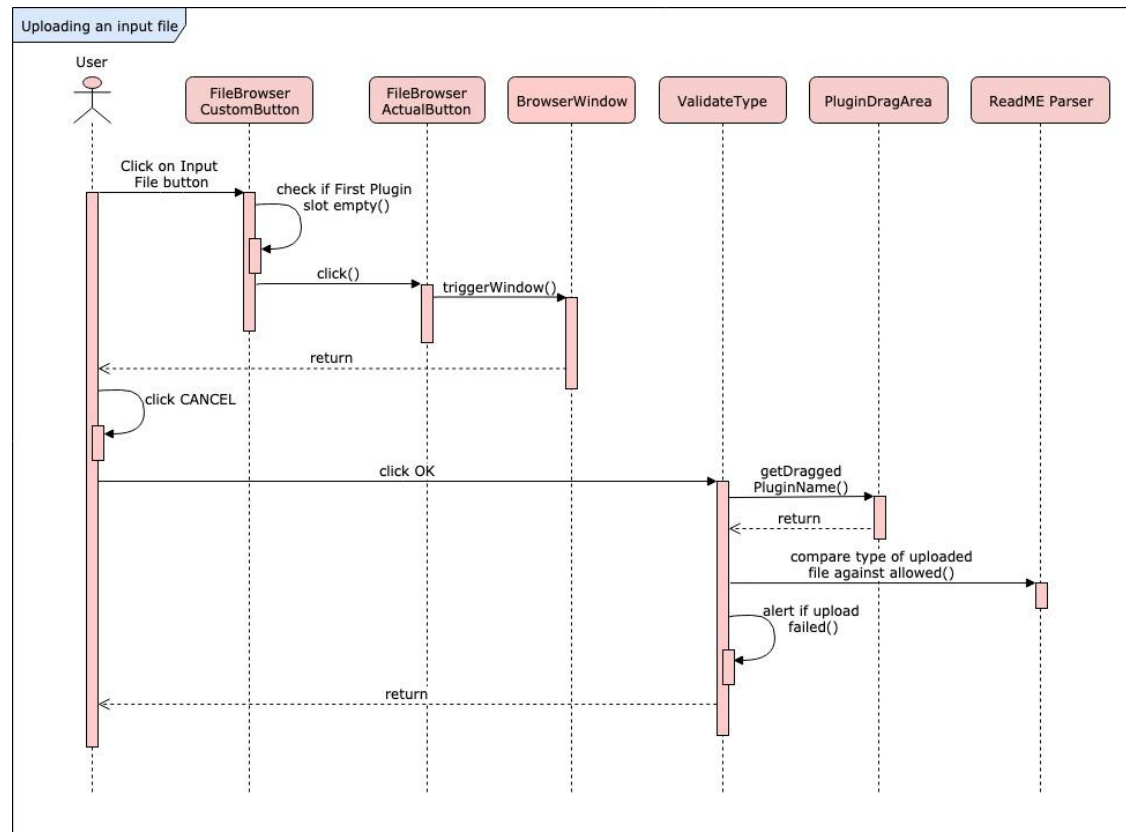 Uploading an input file
User
FileBrowser
CustomButton
FileBrowser
ActualButton
BrowserWindow
ValidateType
PluginDragArea
ReadME Parser
Click on Input
File button
check if First Plugin
slot empty()
click()
triggerWindow()
return
click CANCEL
click OK
getDragged
PluginName()
return
compare type of uploaded
file against allowed()
alert if upload
failed()
return